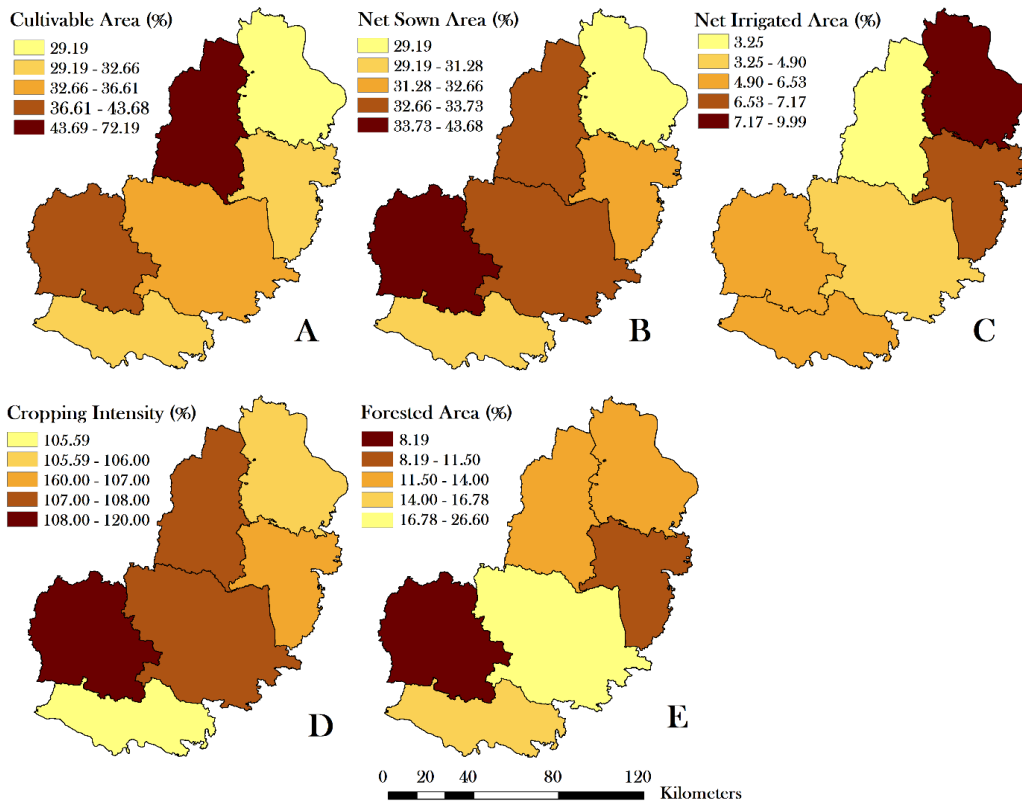 Cultivable Area (%)
29.19
29.19 - 32.66
32.66 - 36.61
36.61 - 43.68
43.69 - 72.19
A
Net Sown Area (%)
29.19
29.19 - 31.28
31.28 - 32.66
32.66 - 33.73
33.73 - 43.68
B
Net Irrigated Area (%)
3.25
3.25 - 4.90
4.90 - 6.53
6.53 - 7.17
7.17 - 9.99
C
Cropping Intensity (%)
105.59
105.59 - 106.00
160.00 - 107.00
107.00 - 108.00
108.00 - 120.00
D
Forested Area (%)
8.19
8.19 - 11.50
11.50 - 14.00
14.00 - 16.78
16.78 - 26.60
E
0 20 40 80 120
Kilometers